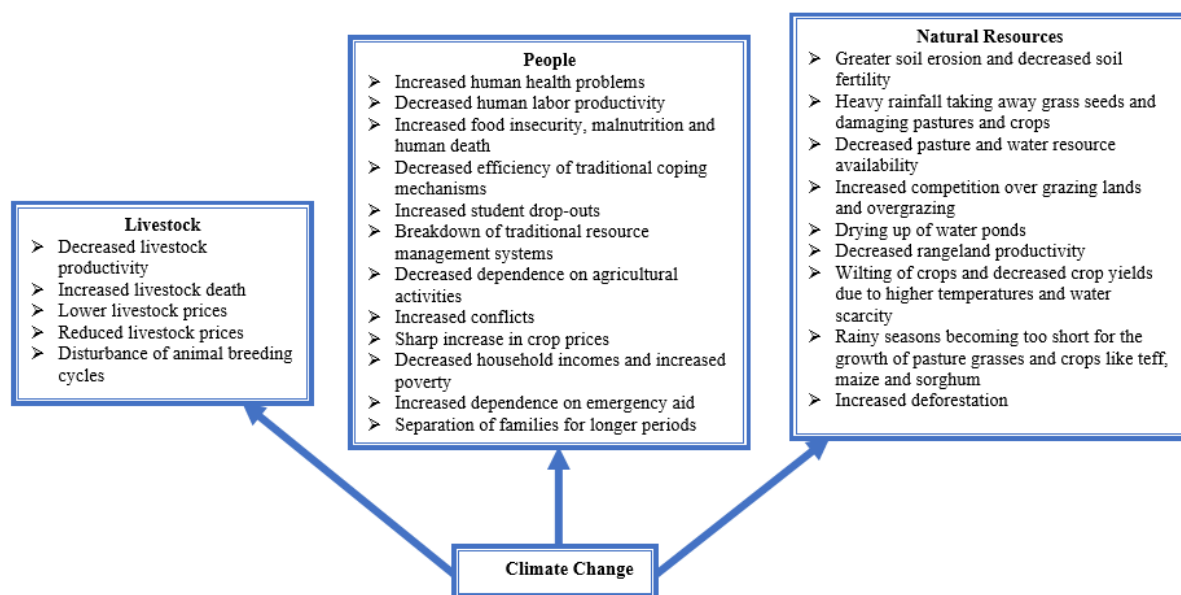 Livestock
➢ Decreased livestock
productivity
➢ Increased livestock death
➢ Lower livestock prices
➢ Reduced livestock prices
➢ Disturbance of animal breeding
cycles
People
➢ Increased human health problems
➢ Decreased human labor productivity
➢ Increased food insecurity, malnutrition and
human death
➢ Decreased efficiency of traditional coping
mechanisms
➢ Increased student drop-outs
➢ Breakdown of traditional resource
management systems
➢ Decreased dependence on agricultural
activities
➢ Increased conflicts
➢ Sharp increase in crop prices
➢ Decreased household incomes and increased
poverty
➢ Increased dependence on emergency aid
➢ Separation of families for longer periods
Natural Resources
➢ Greater soil erosion and decreased soil
fertility
➢ Heavy rainfall taking away grass seeds and
damaging pastures and crops
➢ Decreased pasture and water resource
availability
➢ Increased competition over grazing lands
and overgrazing
➢ Drying up of water ponds
➢ Decreased rangeland productivity
➢ Wilting of crops and decreased crop yields
due to higher temperatures and water
scarcity
➢ Rainy seasons becoming too short for the
growth of pasture grasses and crops like teff,
maize and sorghum
➢ Increased deforestation
Climate Change